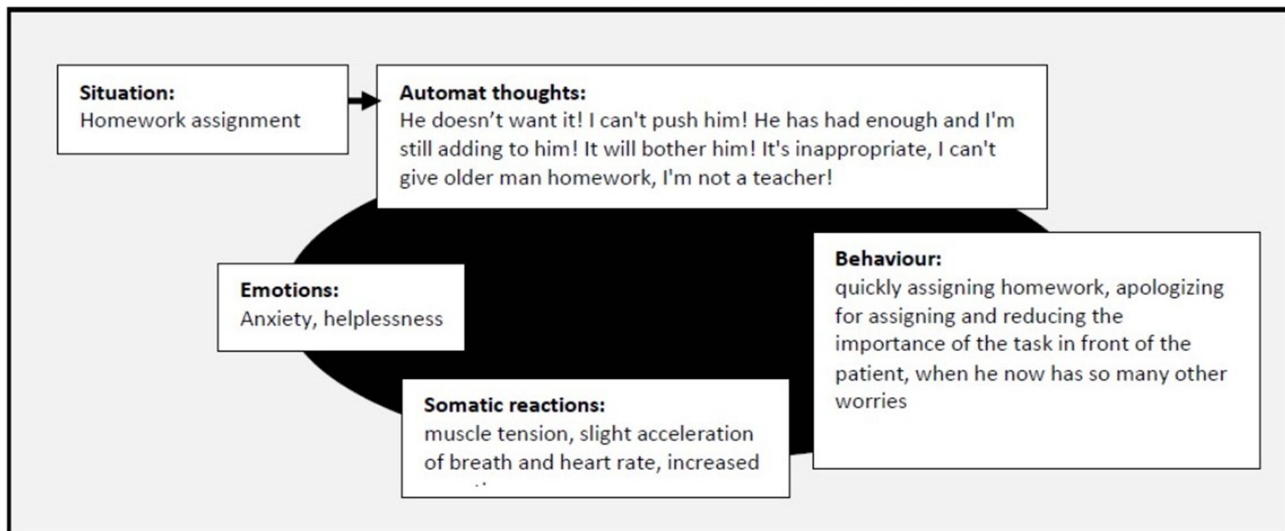 Situation:
Homework assignment
Automat thoughts:
He doesn’t want it! I can't push him! He has had enough and I'm
still adding to him! It will bother him! It's inappropriate, I can't
give older man homework, I'm not a teacher!
Emotions:
Anxiety, helplessness
Behaviour:
quickly assigning homework, apologizing
for assigning and reducing the
importance of the task in front of the
patient, when he now has so many other
worries
Somatic reactions:
muscle tension, slight acceleration
of breath and heart rate, increased